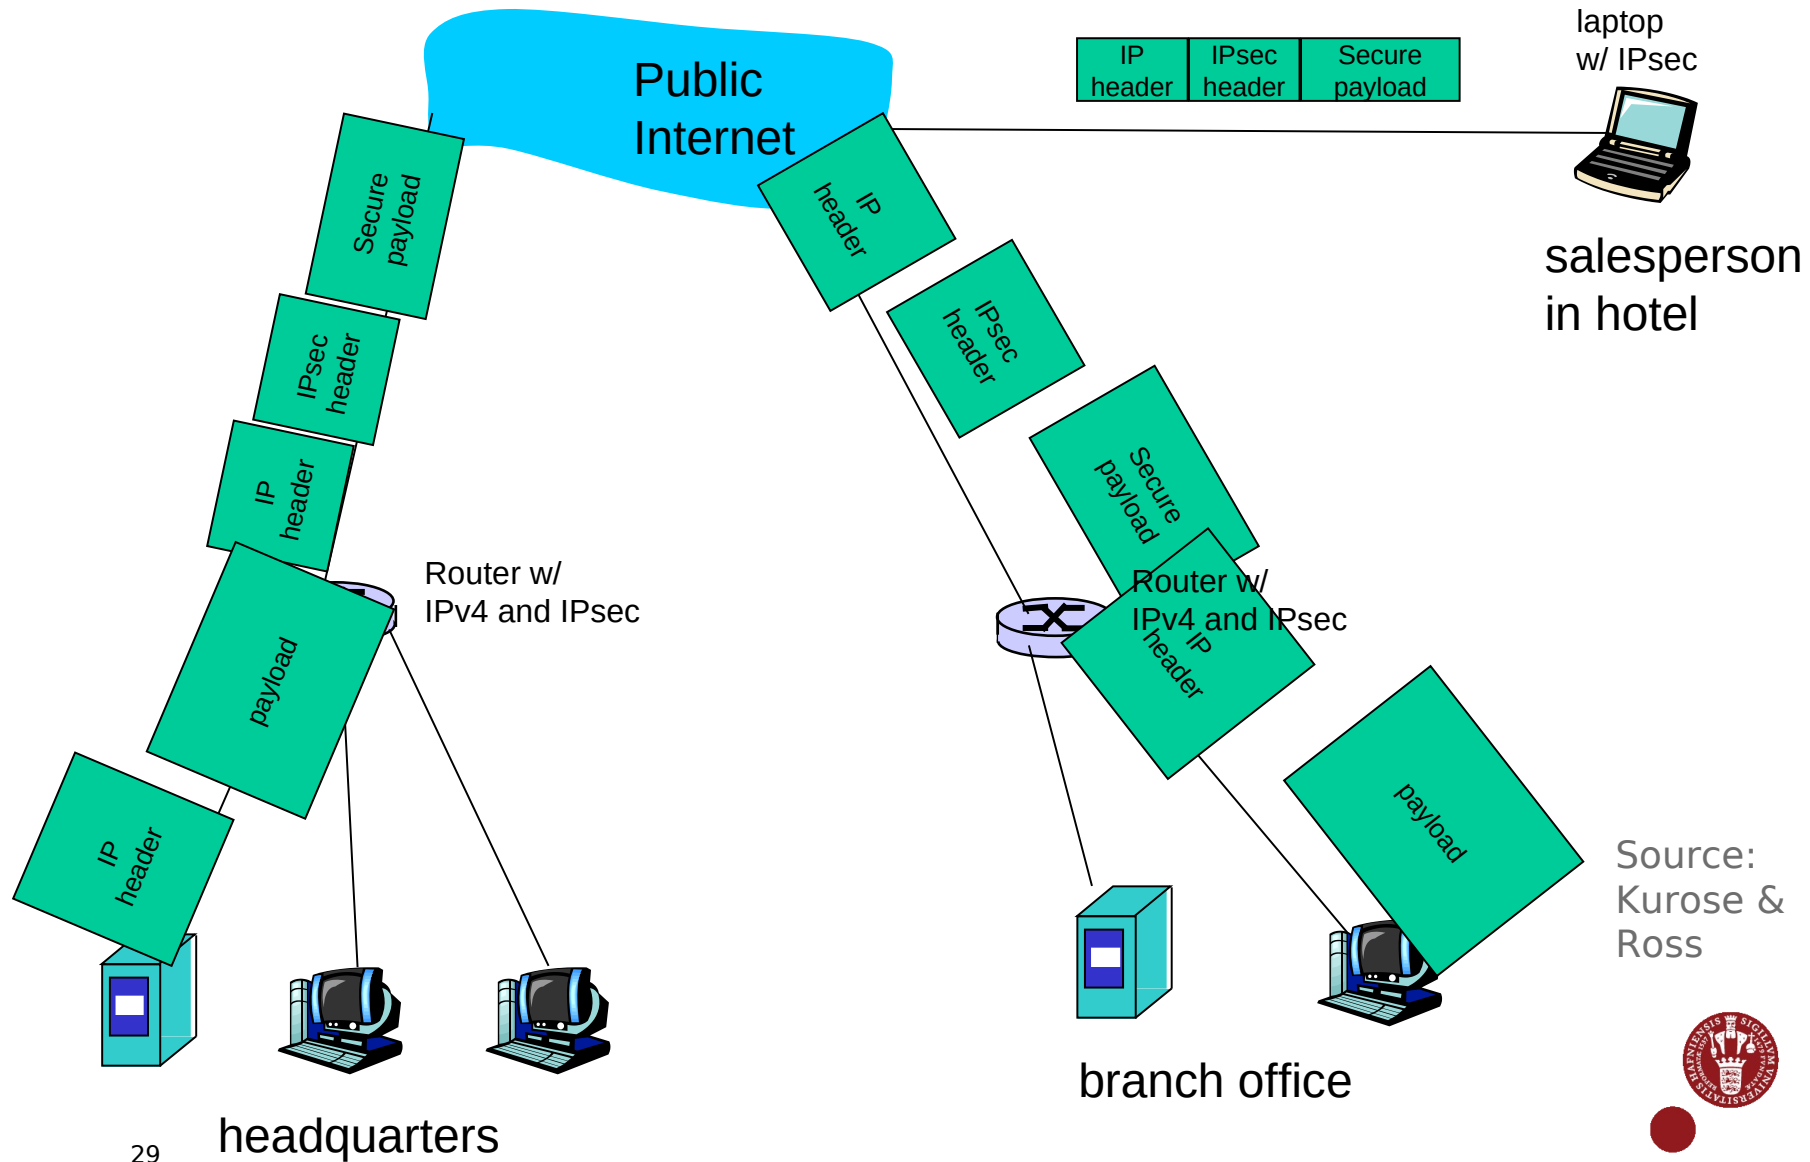 laptop
w/ IPsec
IP
header
IPsec
header
Secure
payload
Public
Internet
Secure
payload
IP
header
salesperson
in hotel
IPsec
header
IPsec
header
IP
header
Secure
payload
Router w/
IPv4 and IPsec
Router w/
IPv4 and IPsec
IP
header
payload
payload
IP
header
Source:
Kurose &
Ross
branch office
headquarters
29